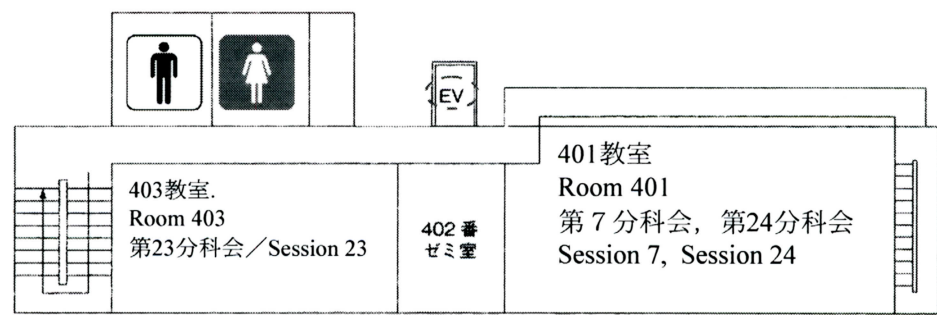 EV
403教室.
Room 403
第23分科会／Session 23
402番
ゼミ室
401教室
Room 401
第７分科会，第24分科会
Session 7, Session 24